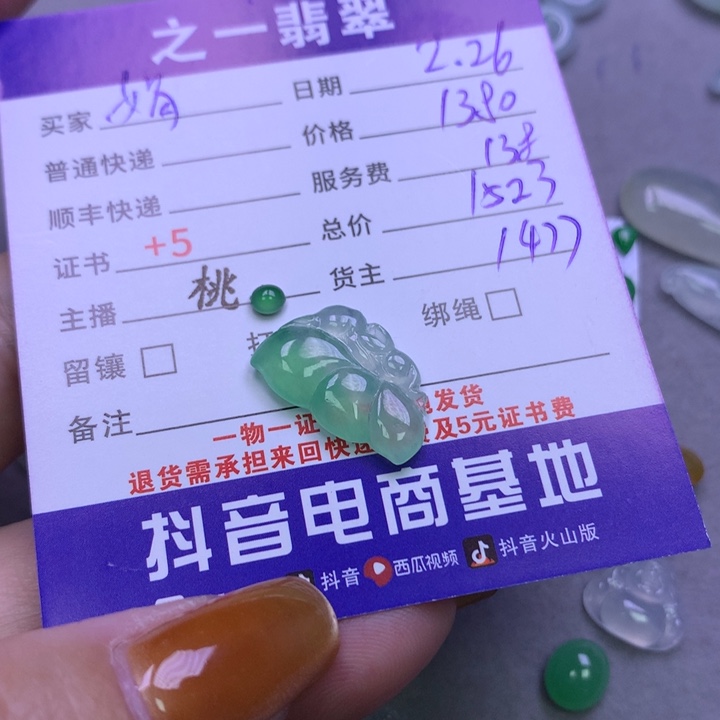 之一翡翠
买家 娟 日期 2.26
普通快递 价格 1380
顺丰快递 服务费 138
证书 +5 总价 1523
主播 桃 货主 1477
留镶 绑绳
备注
一物一证 发货
退货需承担来回快递 及5元证书费
抖音电商基地
抖音 西瓜视频 抖音火山版